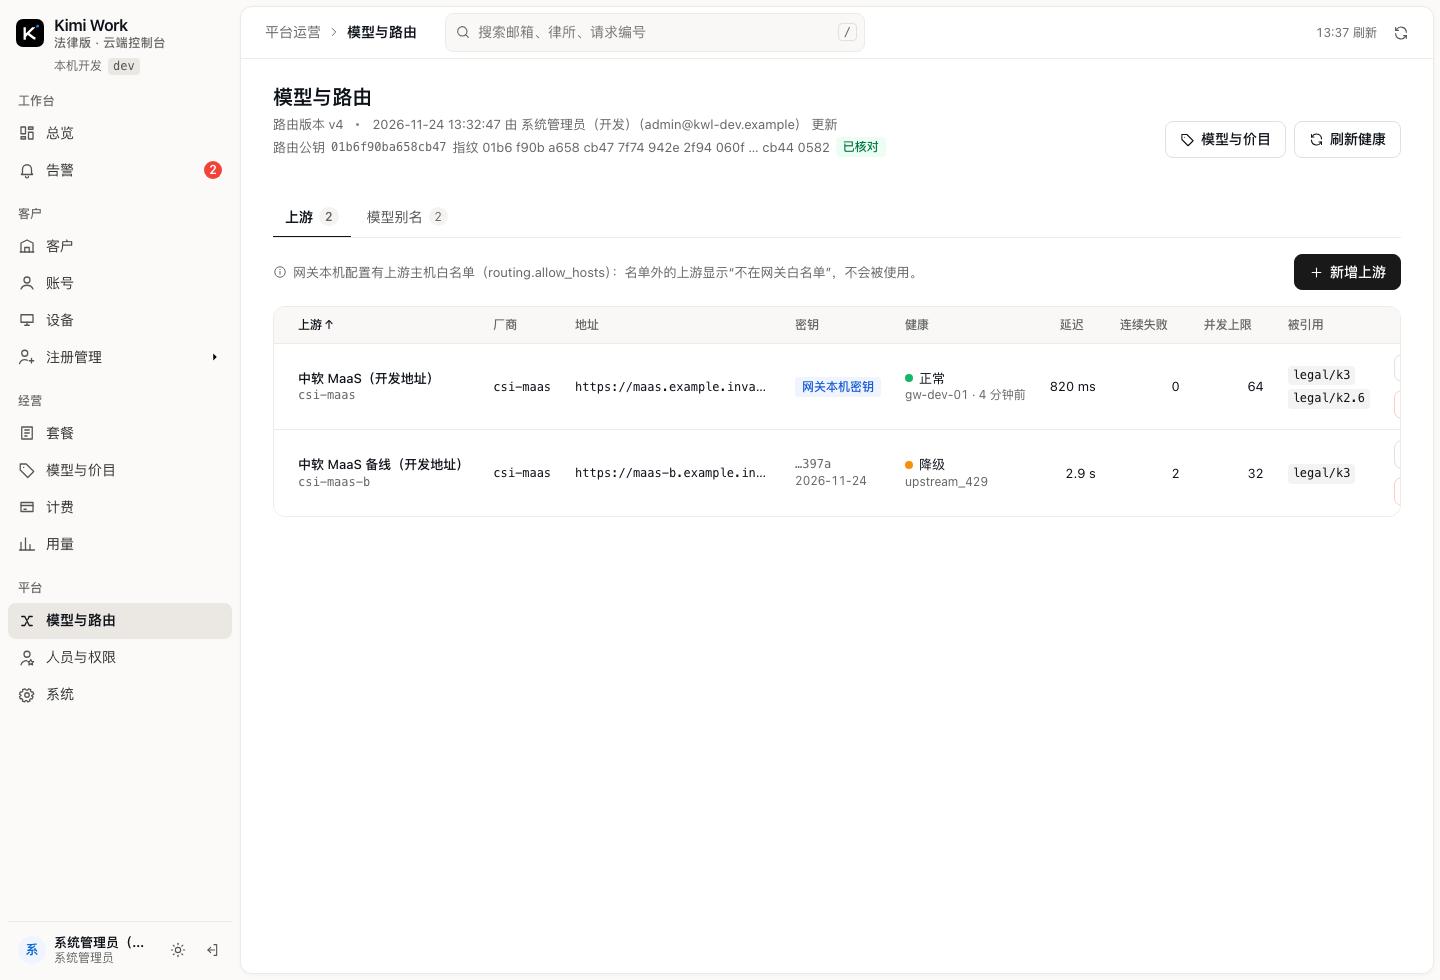 Kimi Work
法律版 · 云端控制台
本机开发 dev
工作台
总览
告警 2
客户
客户
账号
设备
注册管理
经营
套餐
模型与价目
计费
用量
平台
模型与路由
人员与权限
系统
系统管理员（...
系统管理员
系
平台运营 > 模型与路由
搜索邮箱、律所、请求编号 /
13:37 刷新
模型与路由
路由版本 v4 • 2026-11-24 13:32:47 由 系统管理员（开发）(admin@kwl-dev.example) 更新
路由公钥 01b6f90ba658cb47 指纹 01b6 f90b a658 cb47 7f74 942e 2f94 060f … cb44 0582 已核对
模型与价目
刷新健康
上游 2 模型别名 2
网关本机配置有上游主机白名单（routing.allow_hosts）：名单外的上游显示“不在网关白名单”，不会被使用。
+ 新增上游
上游↑ 厂商 地址 密钥 健康 延迟 连续失败 并发上限 被引用
中软 MaaS（开发地址）
csi-maas
csi-maas https://maas.example.inva… 网关本机密钥
正常
gw-dev-01 · 4 分钟前
820 ms 0 64
legal/k3
legal/k2.6
中软 MaaS 备线（开发地址）
csi-maas-b
csi-maas https://maas-b.example.in…
…397a
2026-11-24
降级
upstream_429
2.9 s 2 32 legal/k3